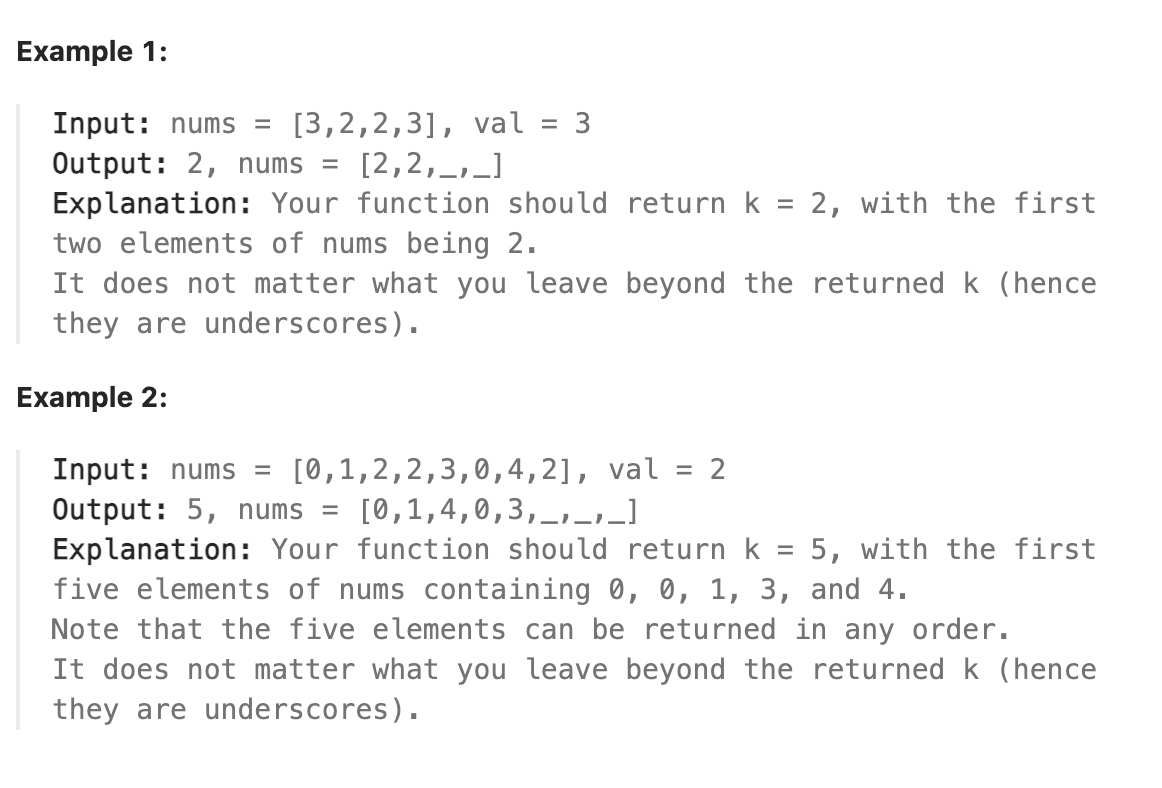 Example 1:
Input: nums = [3,2,2,3], val = 3
Output: 2, nums = [2,2,_,_]
Explanation: Your function should return k = 2, with the first
two elements of nums being 2.
It does not matter what you leave beyond the returned k (hence
they are underscores).
Example 2:
Input: nums = [0,1,2,2,3,0,4,2], val = 2
Output: 5, nums = [0,1,4,0,3,_,_,_]
Explanation: Your function should return k = 5, with the first
five elements of nums containing 0, 0, 1, 3, and 4.
Note that the five elements can be returned in any order.
It does not matter what you leave beyond the returned k (hence
they are underscores).